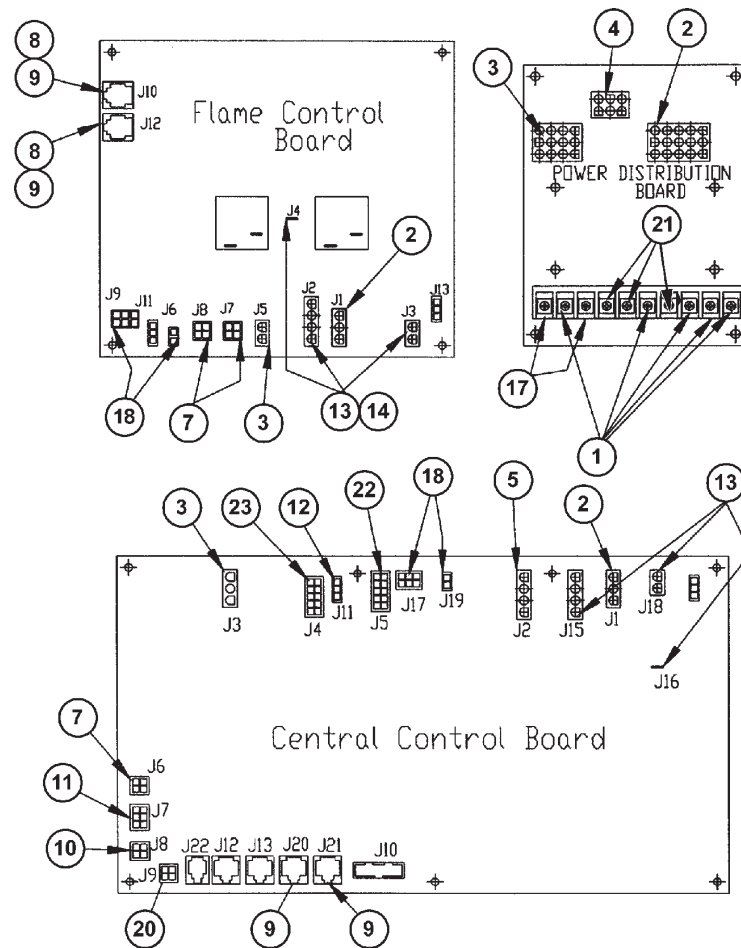 8
4
2
3
9
J10
Flame Control
Board
J12
8
POWER DISTRIBUTION
BOARD
9
J4
2
21
J9
J11
J6
J8
J7
J5
J2
J1
J13
J3
18
7
3
13
14
17
1
3
23
12
22
18
5
2
13
J3
J4
J11
J5
J17
J19
J2
J15
J1
J18
J16
7
Central Control Board
J6
11
J7
10
J8
J9
J22
J12
J13
J20
J21
J10
20
9
9